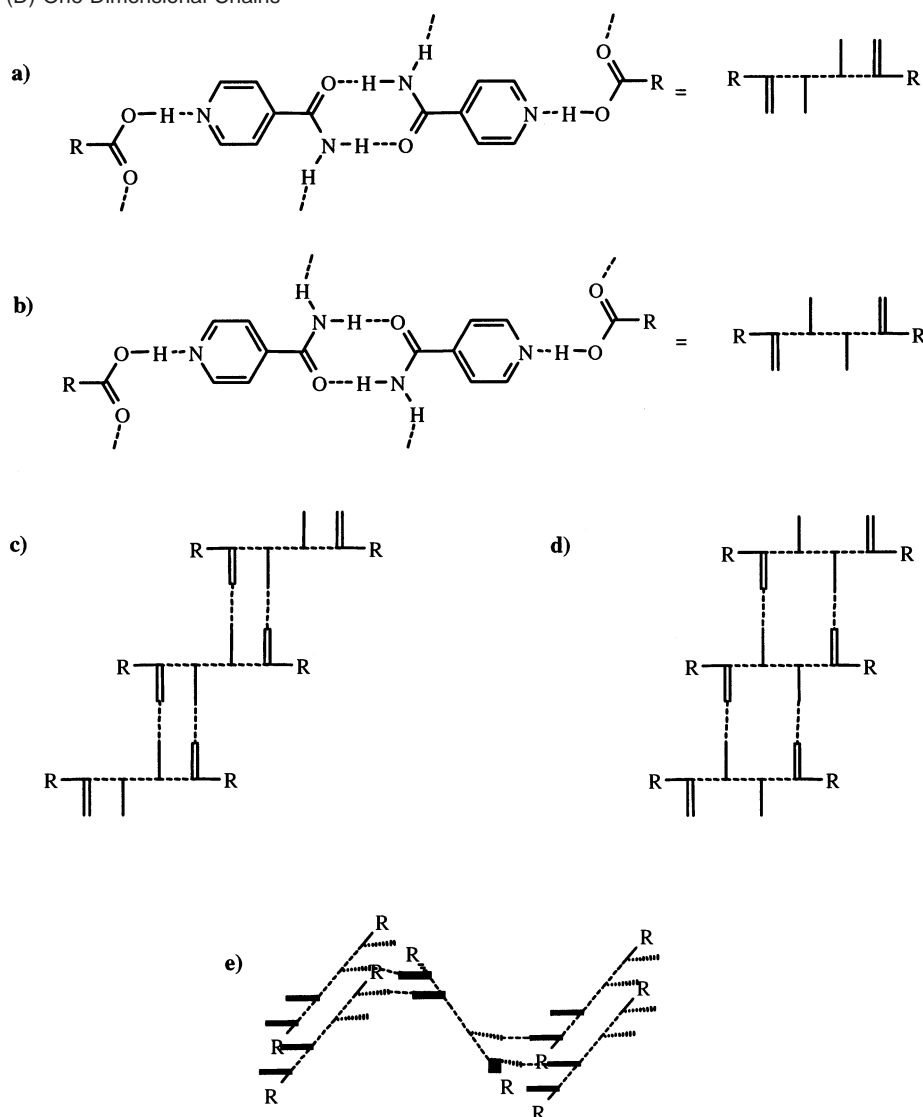 (D) One-Dimensional Chains
H O
a) O H N R = R R
O H N N H O
R N H O
O H
H O
b) N H O R = R R
O H N N H O
R O H N
O H
c) R R d) R R
R R R R
R R R R
R R
e) R
R R
R R
R
R
R